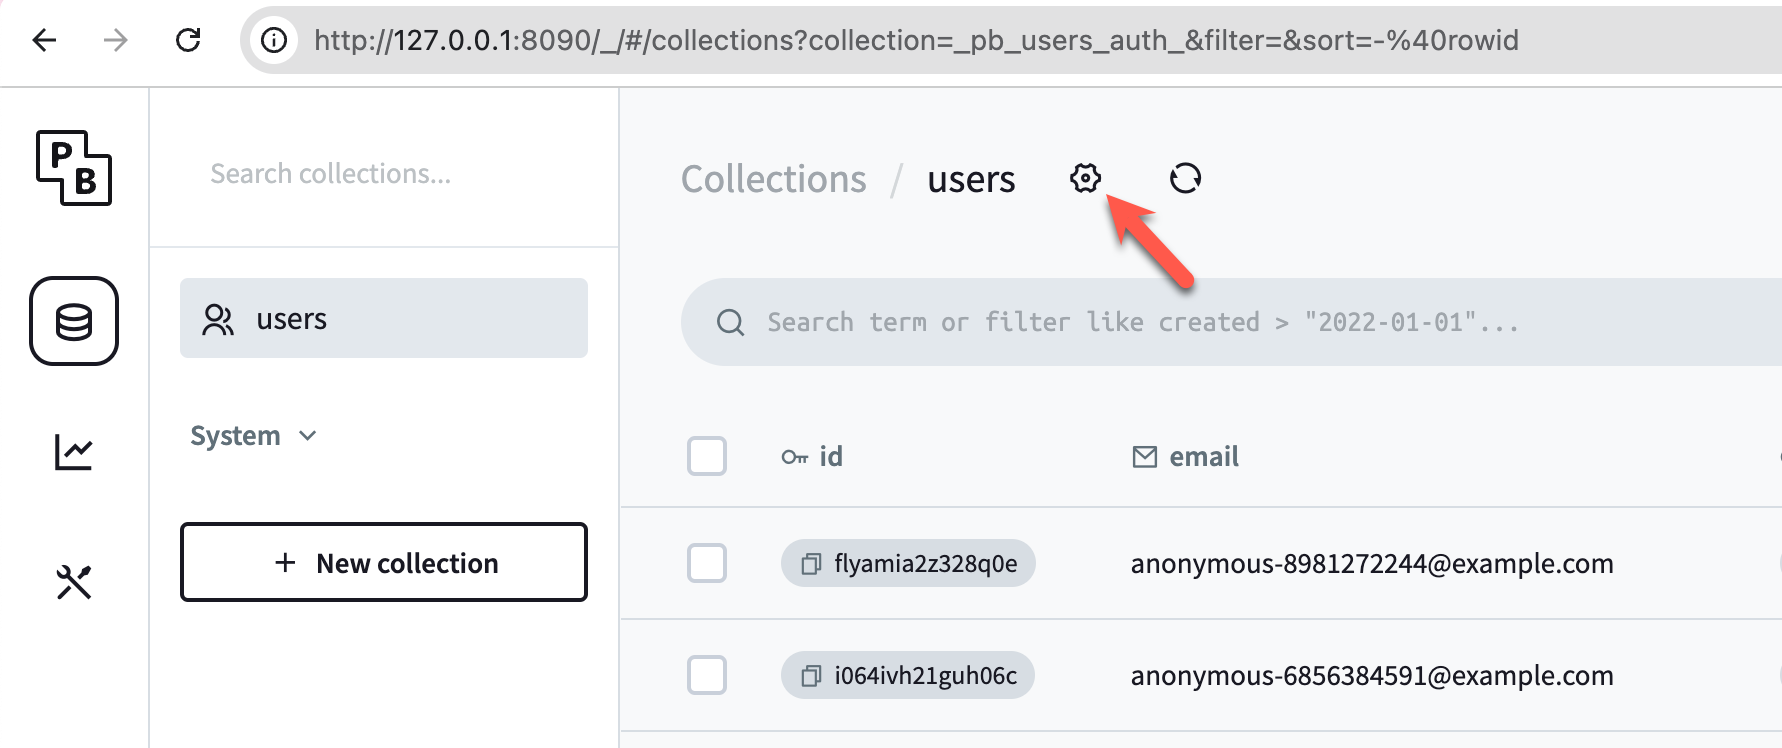 http://127.0.0.1:8090/_/#/collections?collection=_pb_users_auth_&filter=&sort=-%40rowid
P
B
Search collections...
users
System
+ New collection
Collections / users
Search term or filter like created > "2022-01-01"...
id
email
flyamia2z328q0e
anonymous-8981272244@example.com
i064ivh21guh06c
anonymous-6856384591@example.com